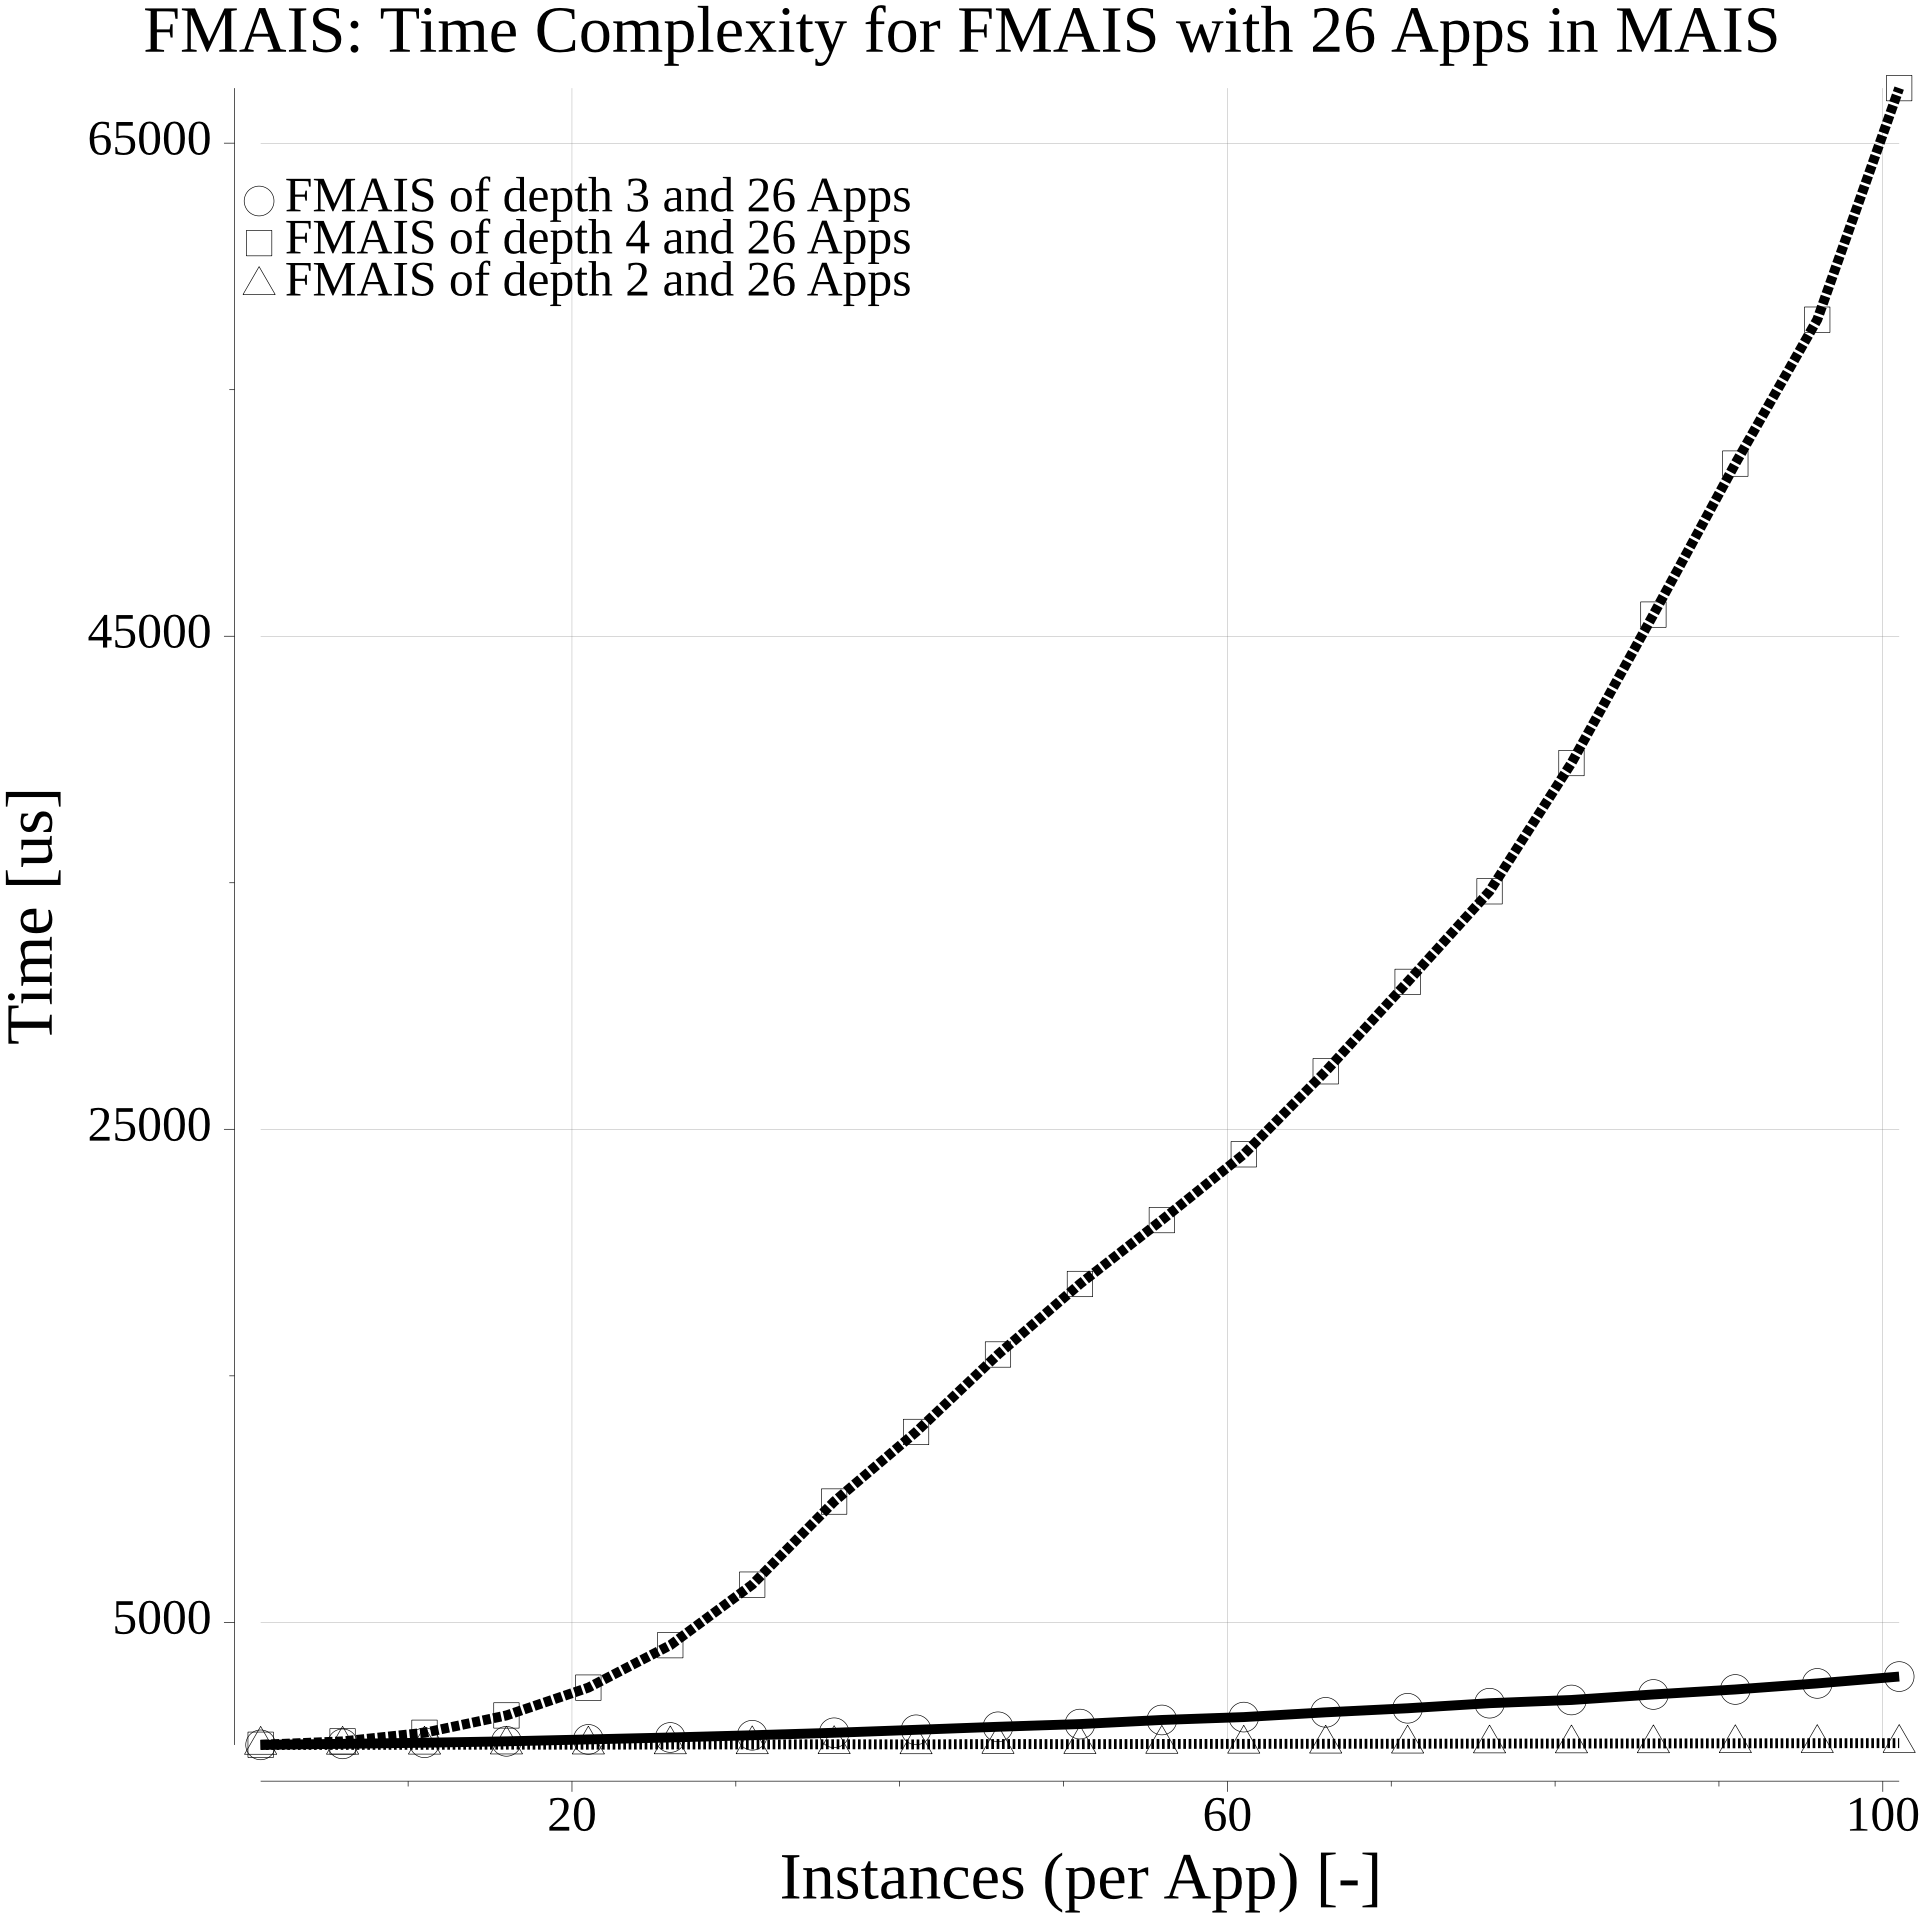 FMAIS: Time Complexity for FMAIS with 26 Apps in MAIS
65000
FMAIS of depth 3 and 26 Apps
FMAIS of depth 4 and 26 Apps
FMAIS of depth 2 and 26 Apps
45000
Time [us]
25000
5000
20
60
100
Instances (per App) [-]